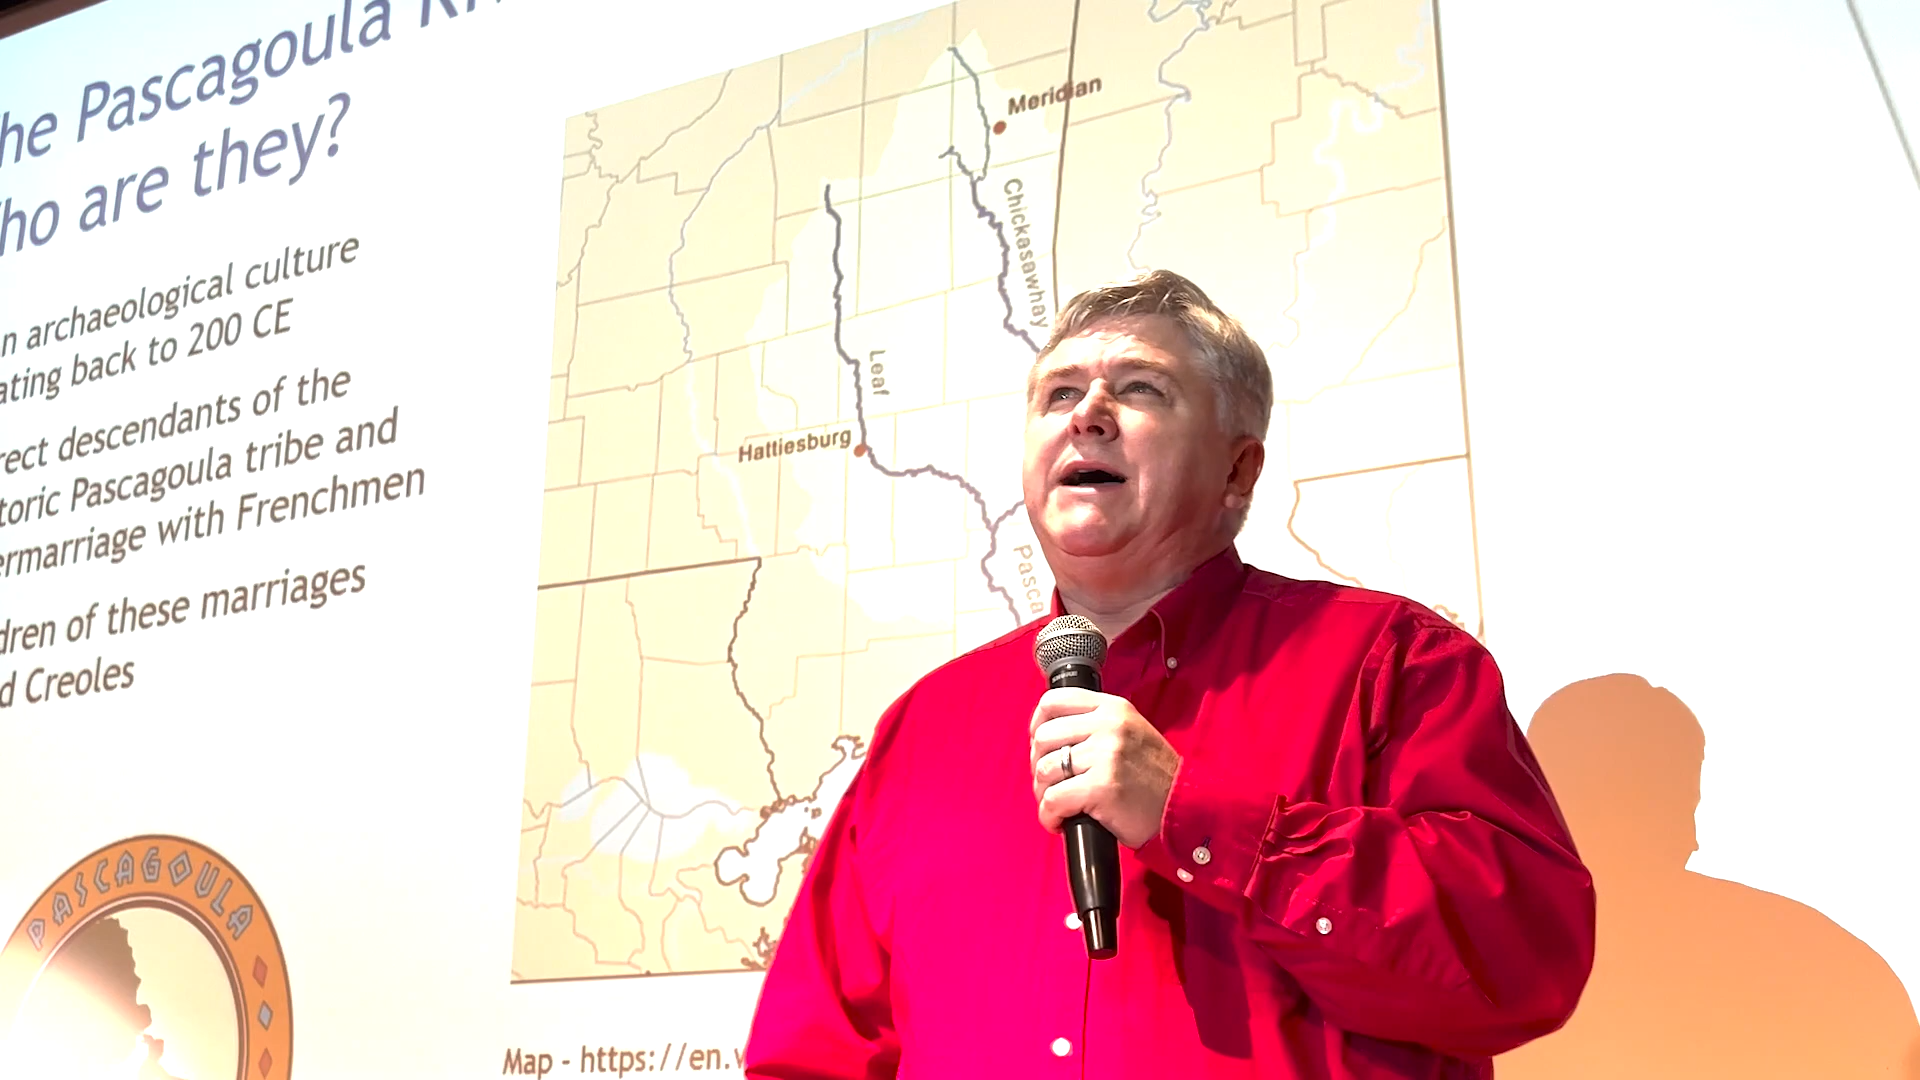 he Pascagoula
ho are they?
n archaeological culture
ating back to 200 CE
rect descendants of the
toric Pascagoula tribe and
ermarriage with Frenchmen
dren of these marriages
d Creoles
PASCAGOULA
Meridian
Chickasawhay
Leaf
Hattiesburg
Pasca
SHURE
Map - https://en.w